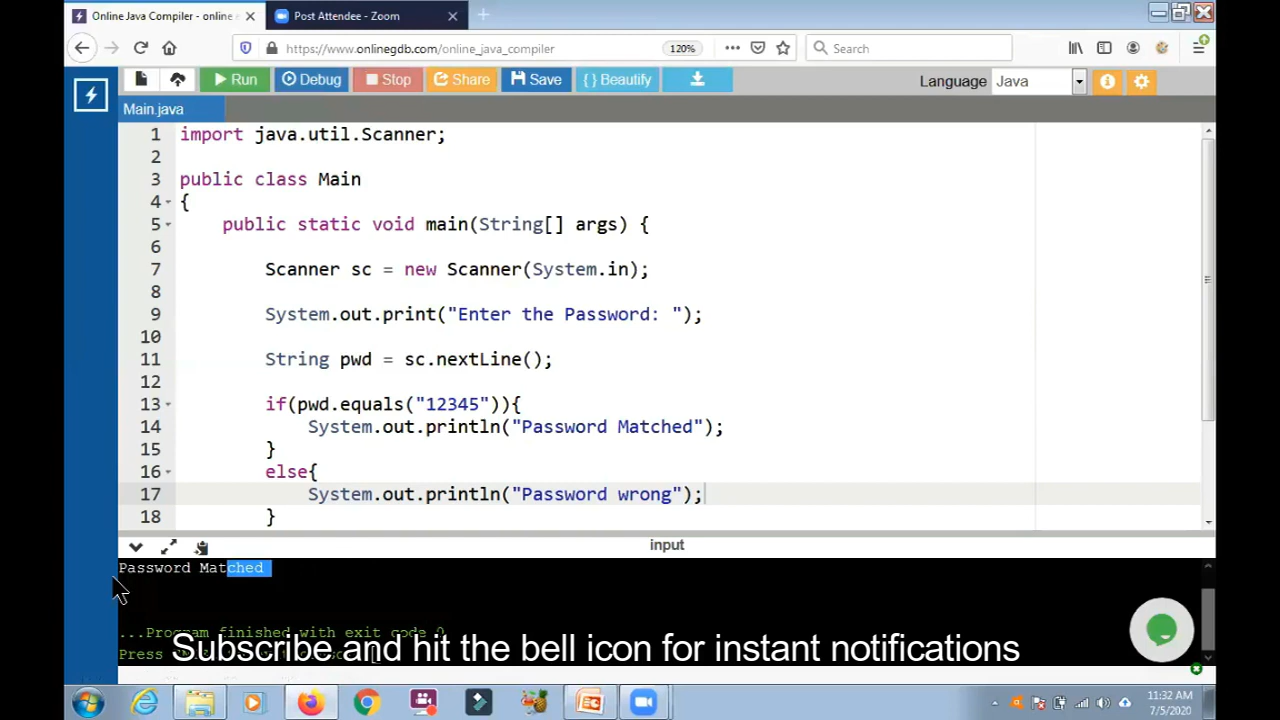 Online Java Compiler - online e
Post Attendee - Zoom
https://www.onlinegdb.com/online_java_compiler
120%
Search
Run
Debug
Stop
Share
Save
{ } Beautify
Language
Java
Main.java
1 import java.util.Scanner;
2
3 public class Main
4 {
5 public static void main(String[] args) {
6
7 Scanner sc = new Scanner(System.in);
8
9 System.out.print("Enter the Password: ");
10
11 String pwd = sc.nextLine();
12
13 if(pwd.equals("12345")){
14 System.out.println("Password Matched");
15 }
16 else{
17 System.out.println("Password wrong");
18 }
input
Password Matched
...Program finished with exit code 0
Press
Subscribe and hit the bell icon for instant notifications
11:32 AM
7/5/2020